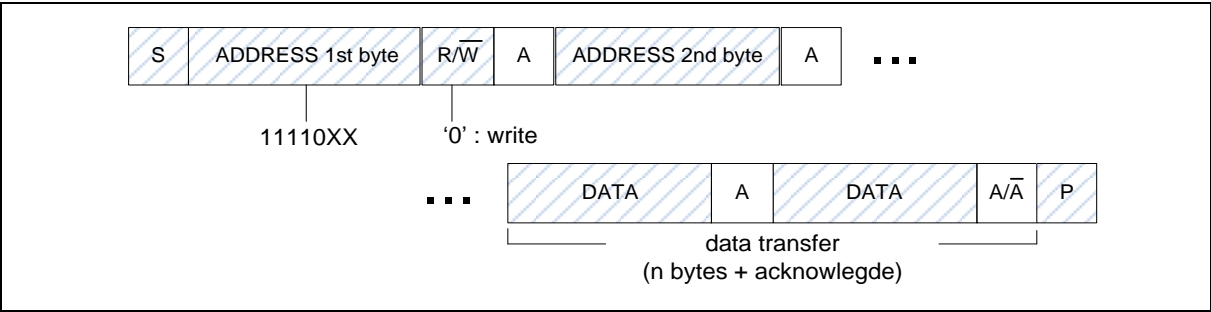 S ADDRESS 1st byte R/W̅ A ADDRESS 2nd byte A ...
11110XX ‘0’ : write
... DATA A DATA A/A̅ P
data transfer
(n bytes + acknowlegde)